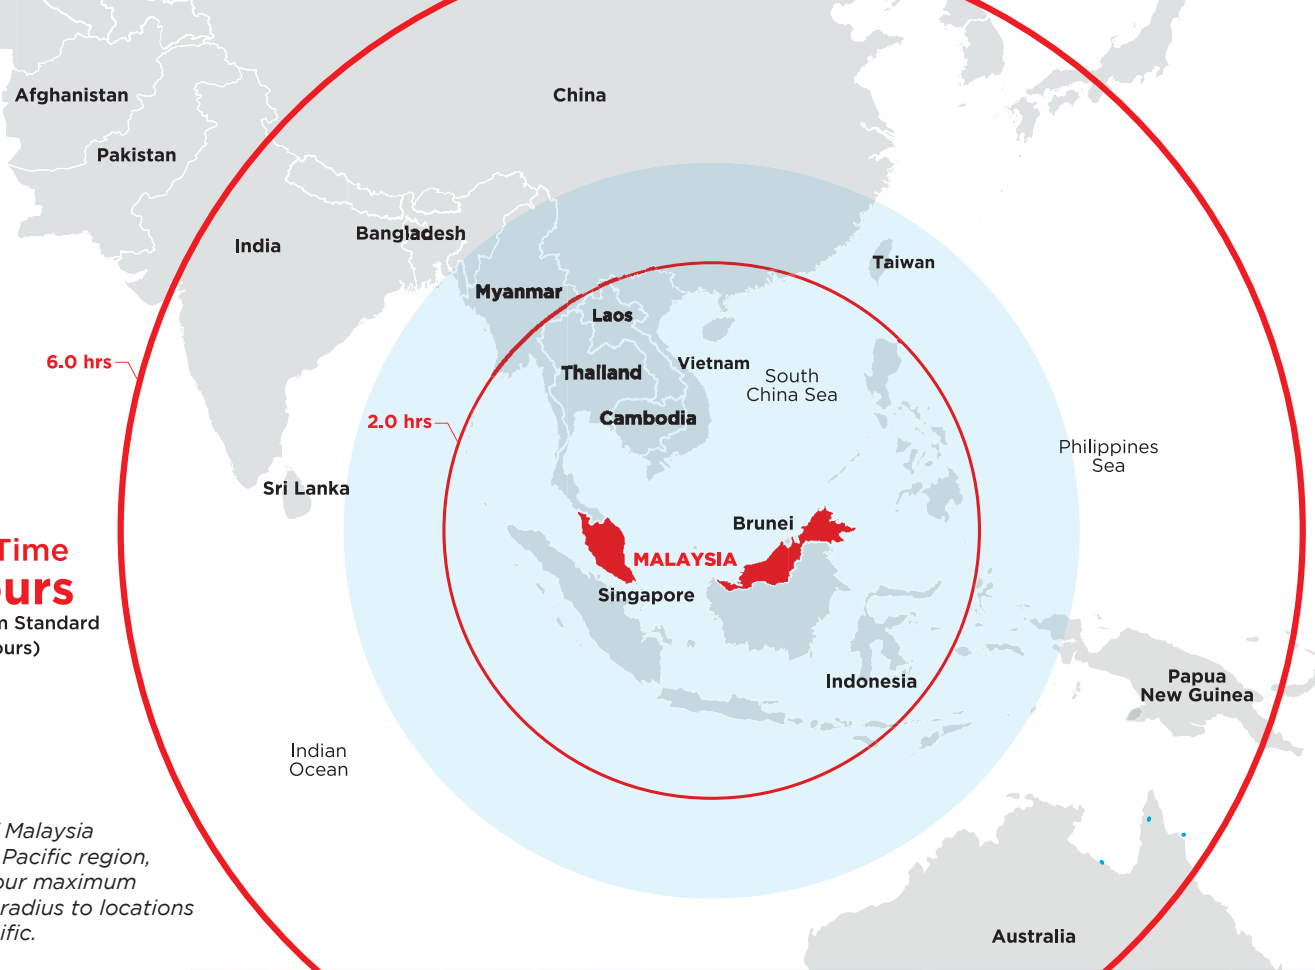 Afghanistan
China
Pakistan
India
Bangladesh
Taiwan
Myanmar
Laos
6.0 hrs
Vietnam
Thailand
South
China Sea
2.0 hrs
Cambodia
Philippines
Sea
Sri Lanka
Brunei
Time
MALAYSIA
urs
Singapore
Standard
ours)
Indonesia
Papua
New Guinea
Indian
Ocean
Malaysia
Pacific region,
our maximum
radius to locations
ific.
Australia